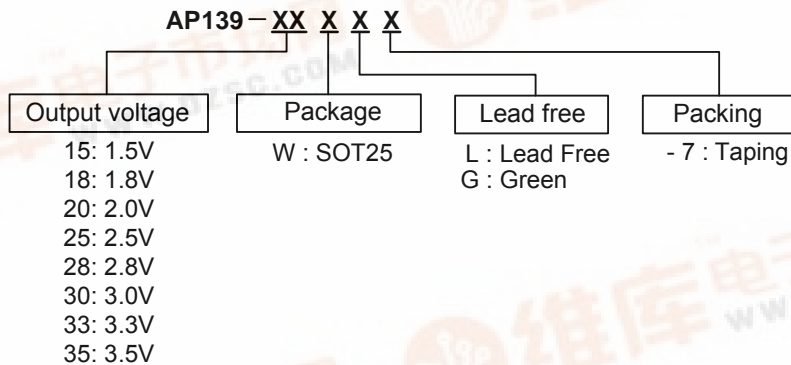 AP139 – XX X X X
Output voltage
15: 1.5V
18: 1.8V
20: 2.0V
25: 2.5V
28: 2.8V
30: 3.0V
33: 3.3V
35: 3.5V
Package
W : SOT25
Lead free
L : Lead Free
G : Green
Packing
- 7 : Taping